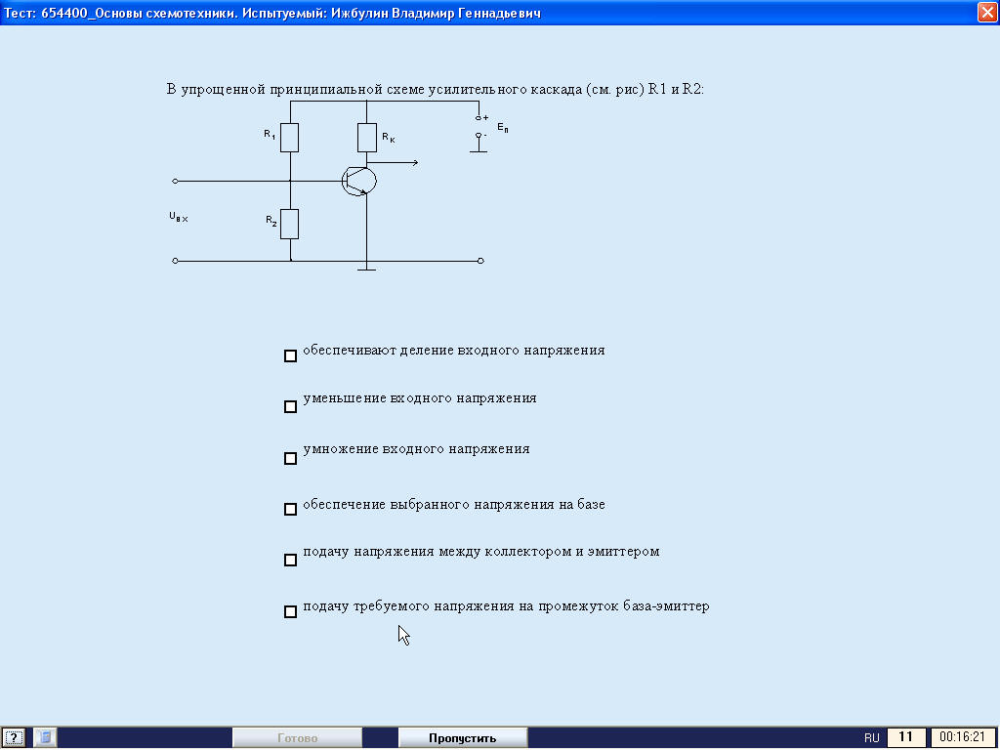 Тест: 654400_Основы схемотехники. Испытуемый: Ижбулин Владимир Геннадьевич
В упрощенной принципиальной схеме усилительного каскада (см. рис) R1 и R2:
R1
RК
+
-
EП
UВХ
R2
обеспечивают деление входного напряжения
уменьшение входного напряжения
умножение входного напряжения
обеспечение выбранного напряжения на базе
подачу напряжения между коллектором и эмиттером
подачу требуемого напряжения на промежуток база-эмиттер
?
Готово
Пропустить
RU
11
00:16:21